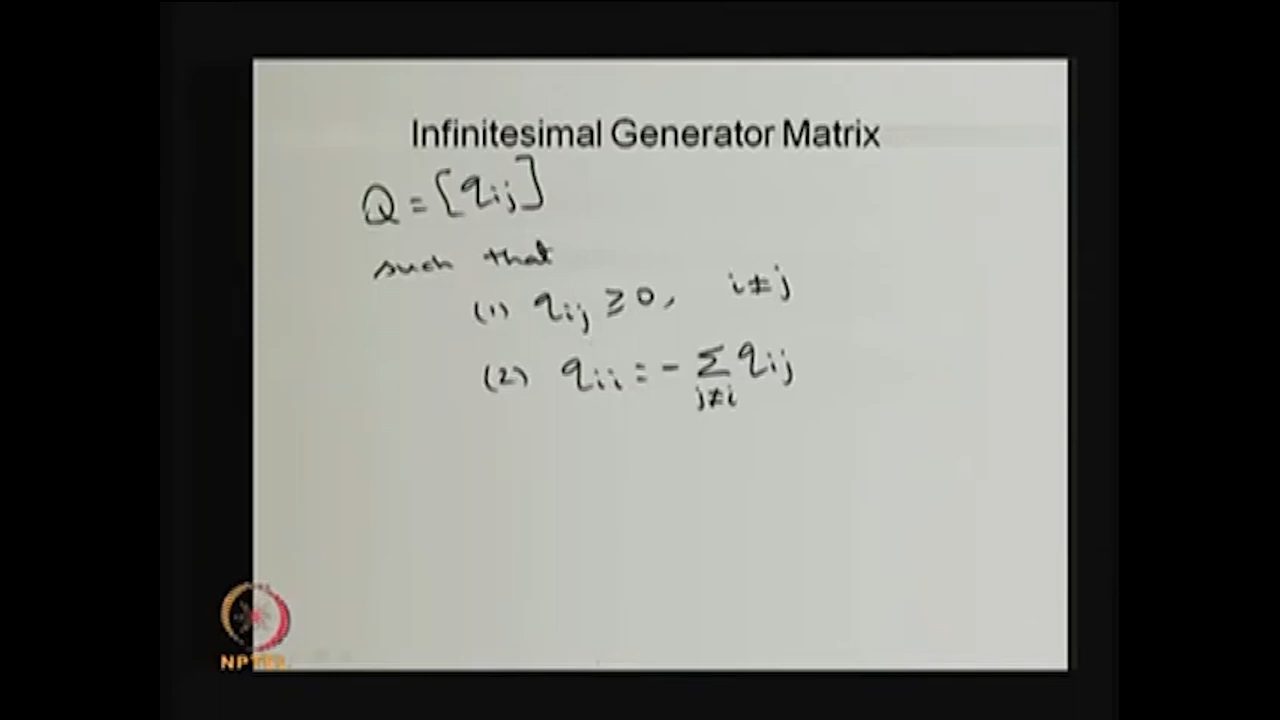 Infinitesimal Generator Matrix
Q = [qij]
such that
(1) qij ≥ 0, i ≠ j
(2) qii = - Σ qij
j≠i
NPTEL